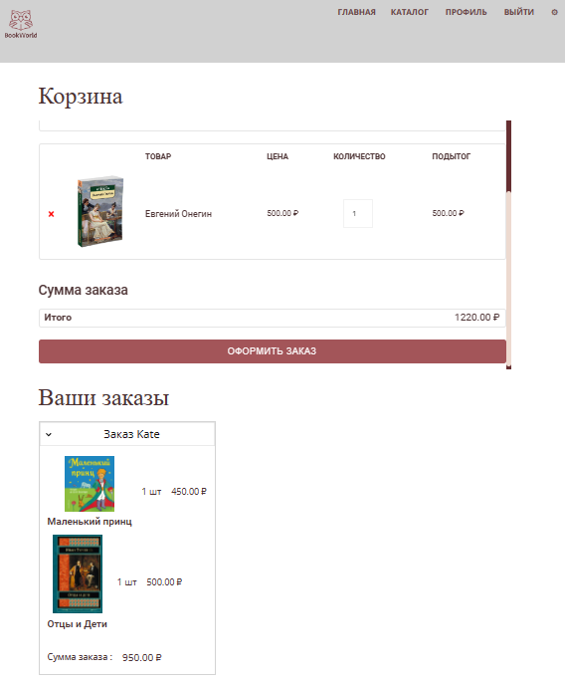 ГЛАВНАЯ КАТАЛОГ ПРОФИЛЬ ВЫЙТИ
BookWorld
Корзина
ТОВАР ЦЕНА КОЛИЧЕСТВО ПОДЫТОГ
Евгений Онегин 500.00 ₽ 1 500.00 ₽
Сумма заказа
Итого 1220.00 ₽
ОФОРМИТЬ ЗАКАЗ
Ваши заказы
Заказ Kate
Маленький
принц
1 шт 450.00 ₽
Маленький принц
1 шт 500.00 ₽
Отцы и Дети
Сумма заказа : 950.00 ₽